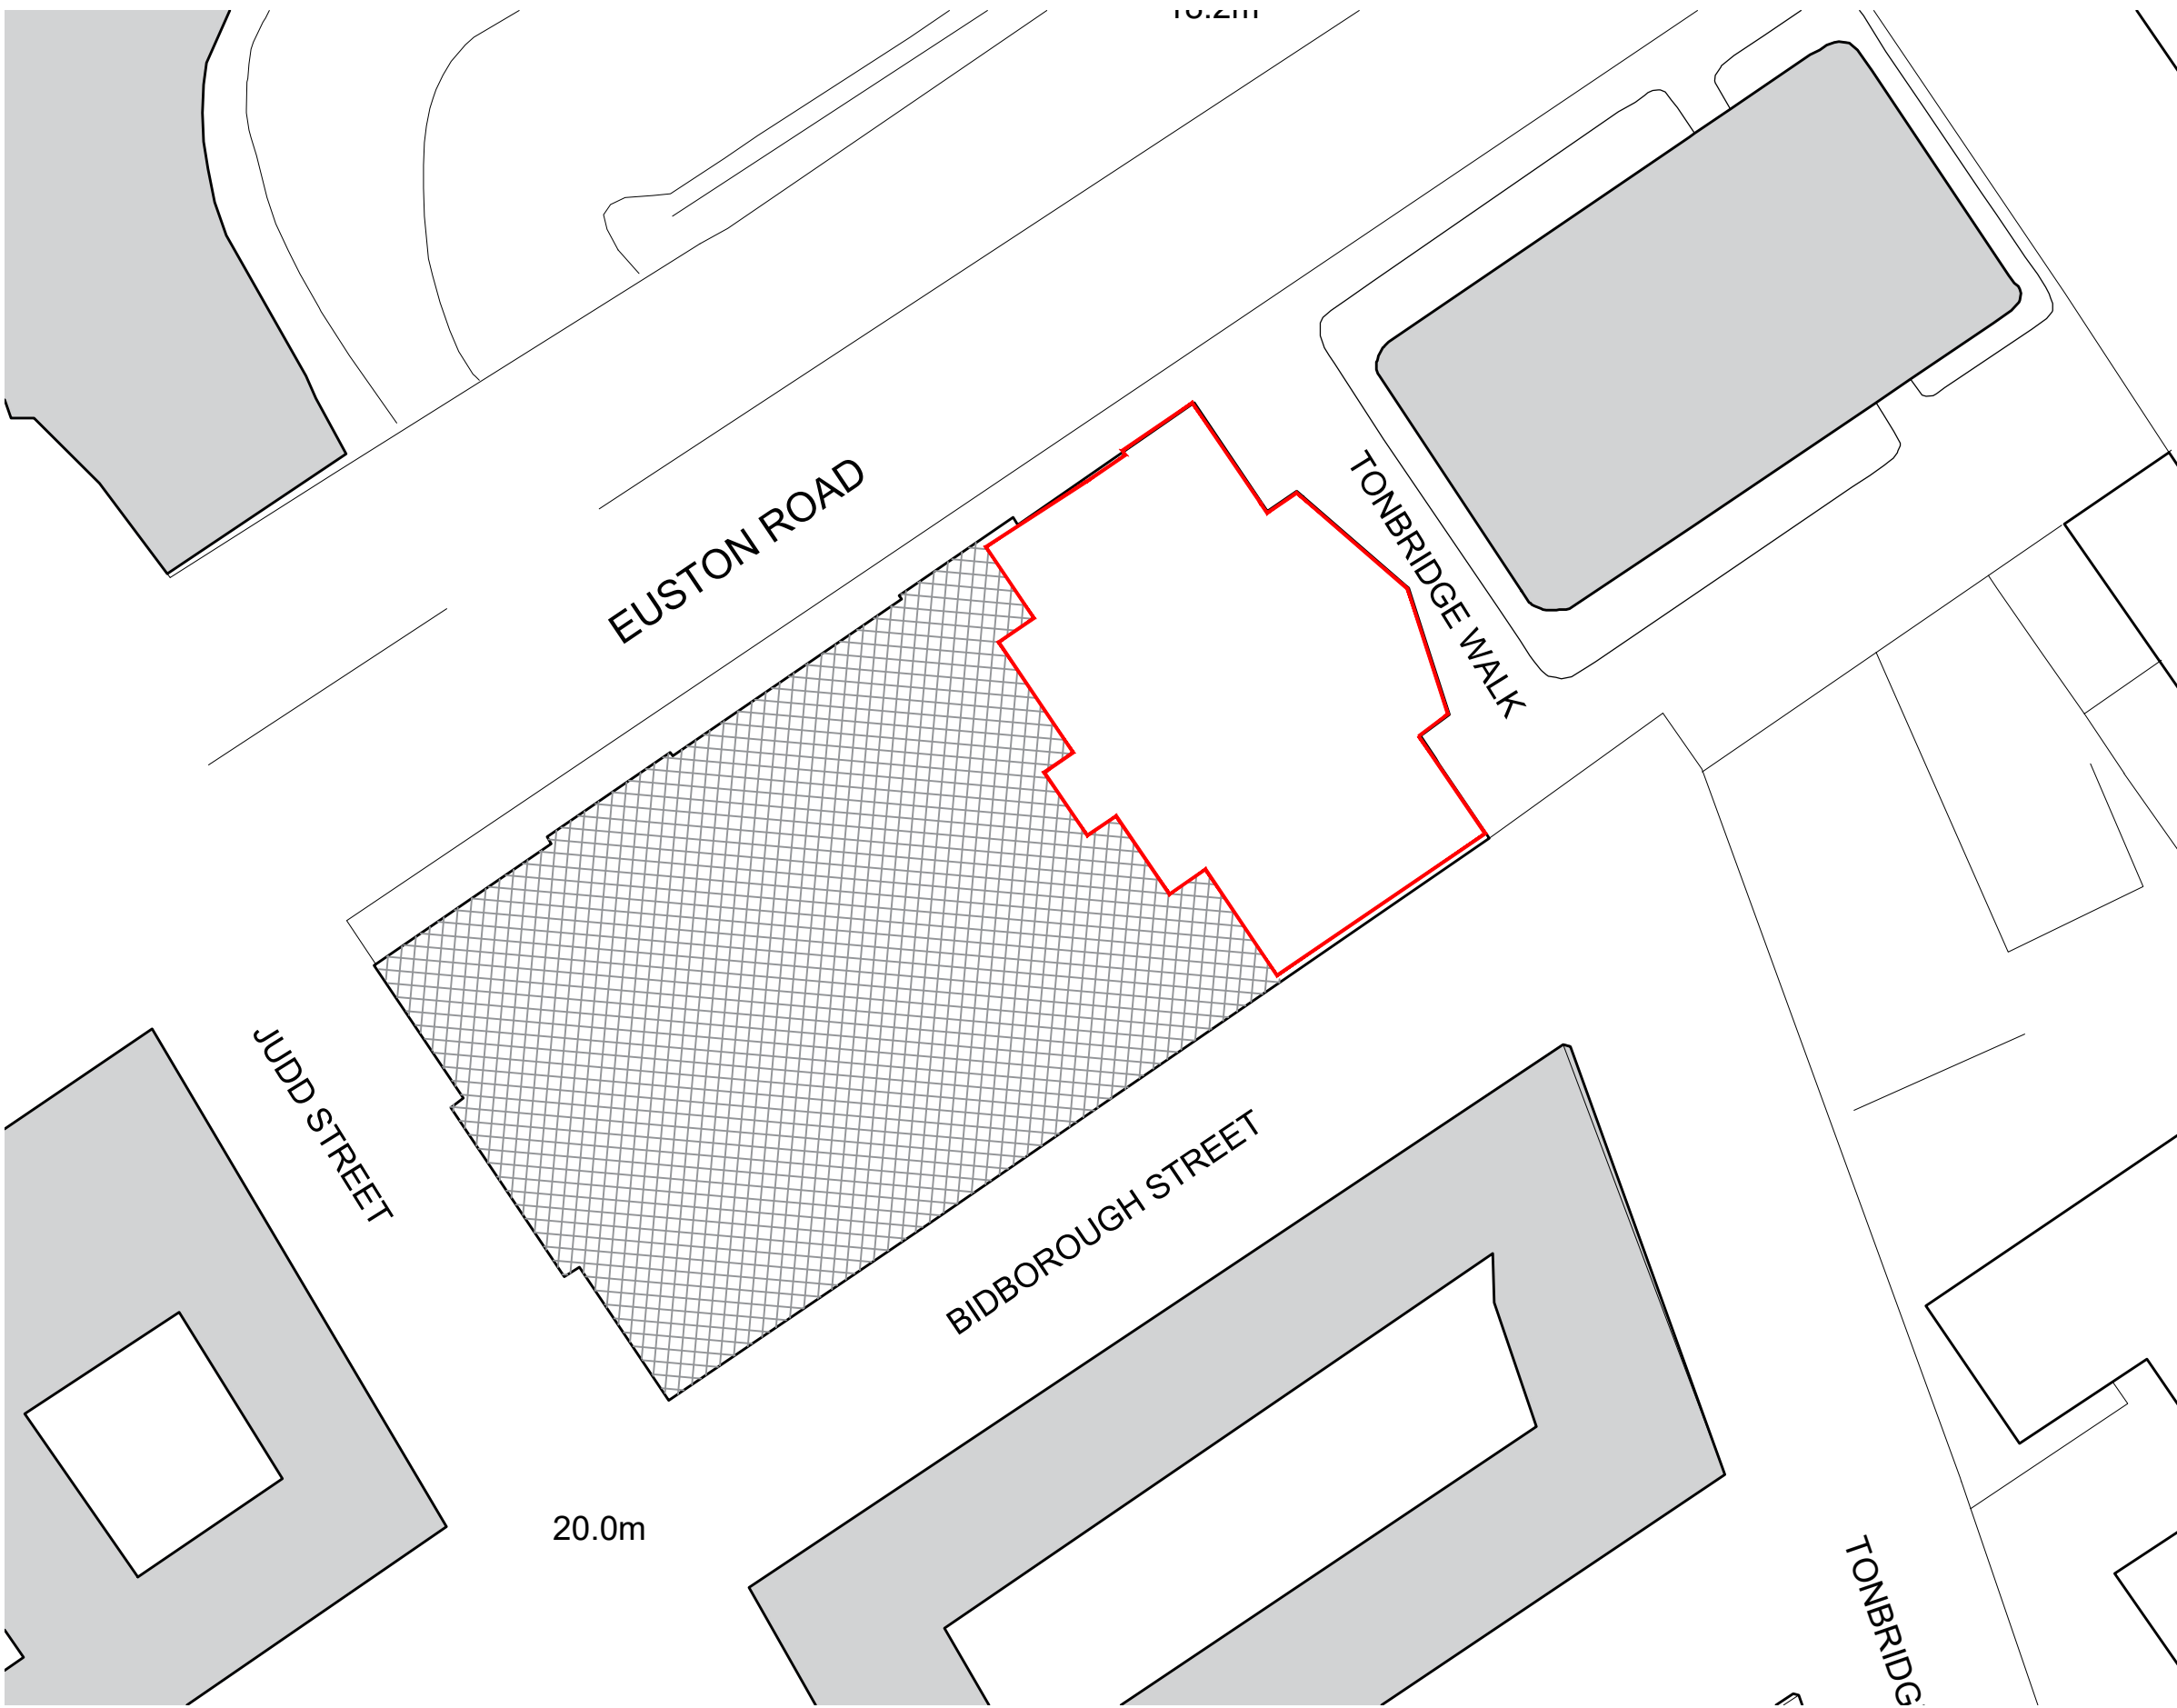 EUSTON ROAD
TONBRIDGE WALK
JUDD STREET
BIDBOROUGH STREET
20.0m